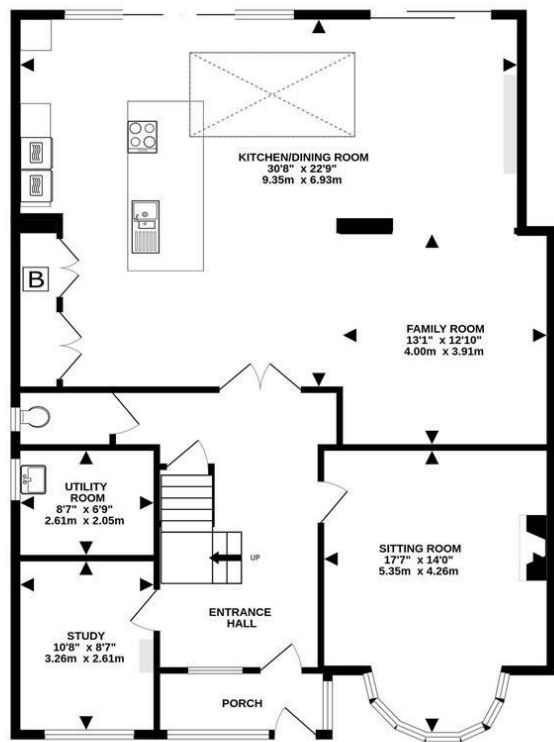 KITCHEN/DINING ROOM
30'8" x 22'9"
9.35m x 6.93m
B
FAMILY ROOM
13'1" x 12'10"
4.00m x 3.91m
UTILITY
ROOM
8'7" x 6'9"
2.61m x 2.05m
SITTING ROOM
17'7" x 14'0"
5.35m x 4.26m
UP
ENTRANCE
HALL
STUDY
10'8" x 8'7"
3.26m x 2.61m
PORCH